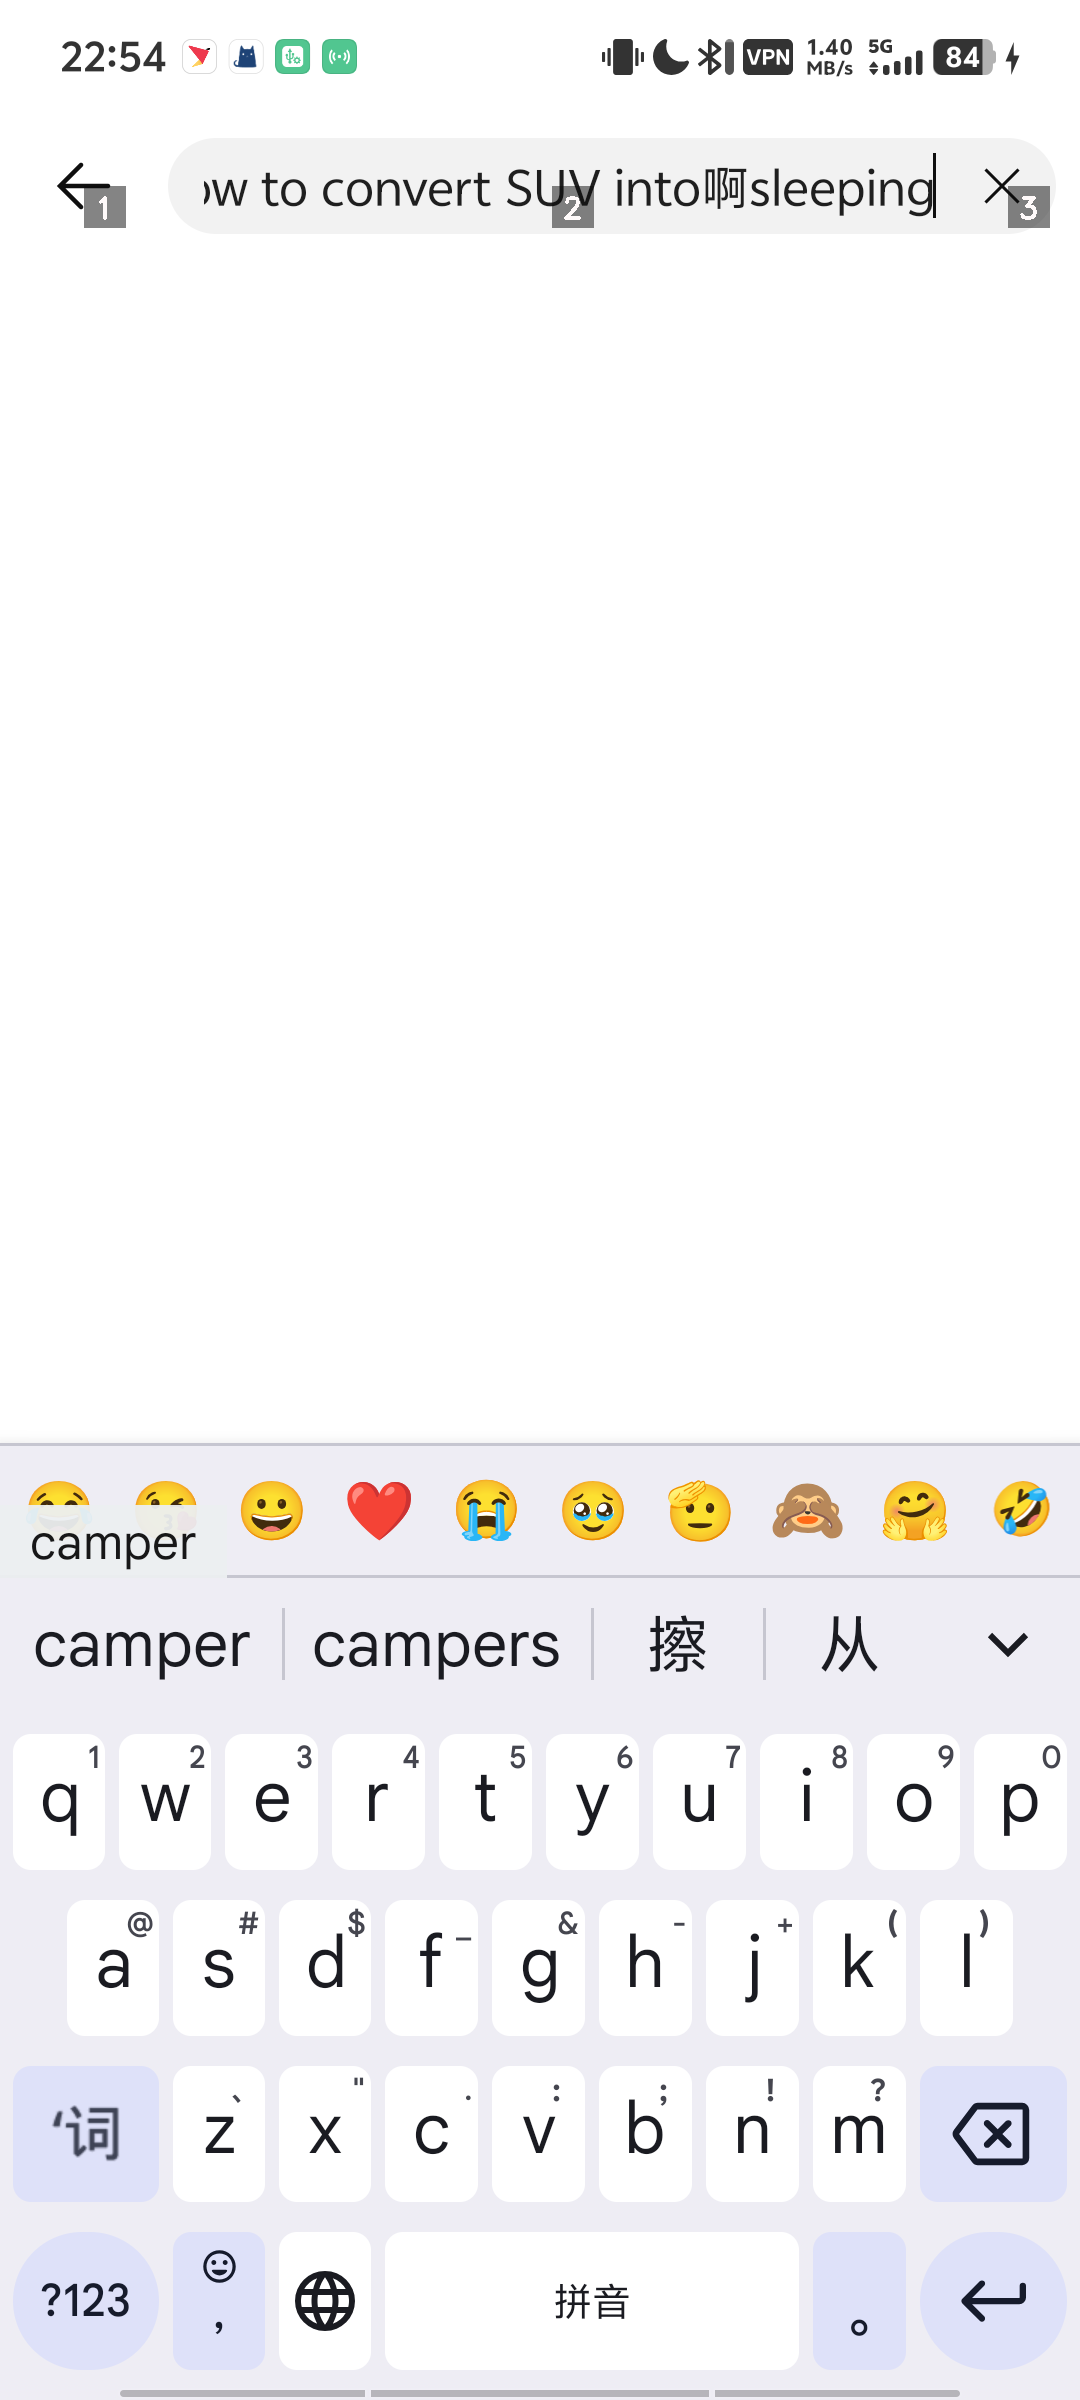 22:54 VPN 1.40 MB/s 5G 84
ow to convert SUV into啊sleeping
1 2 3
camper
camper campers 擦 从
1 2 3 4 5 6 7 8 9 0
q w e r t y u i o p
@ # $ _ & - + ( )
a s d f g h j k l
、 " . : ; ! ?
'词 z x c v b n m
?123 , 拼音 。